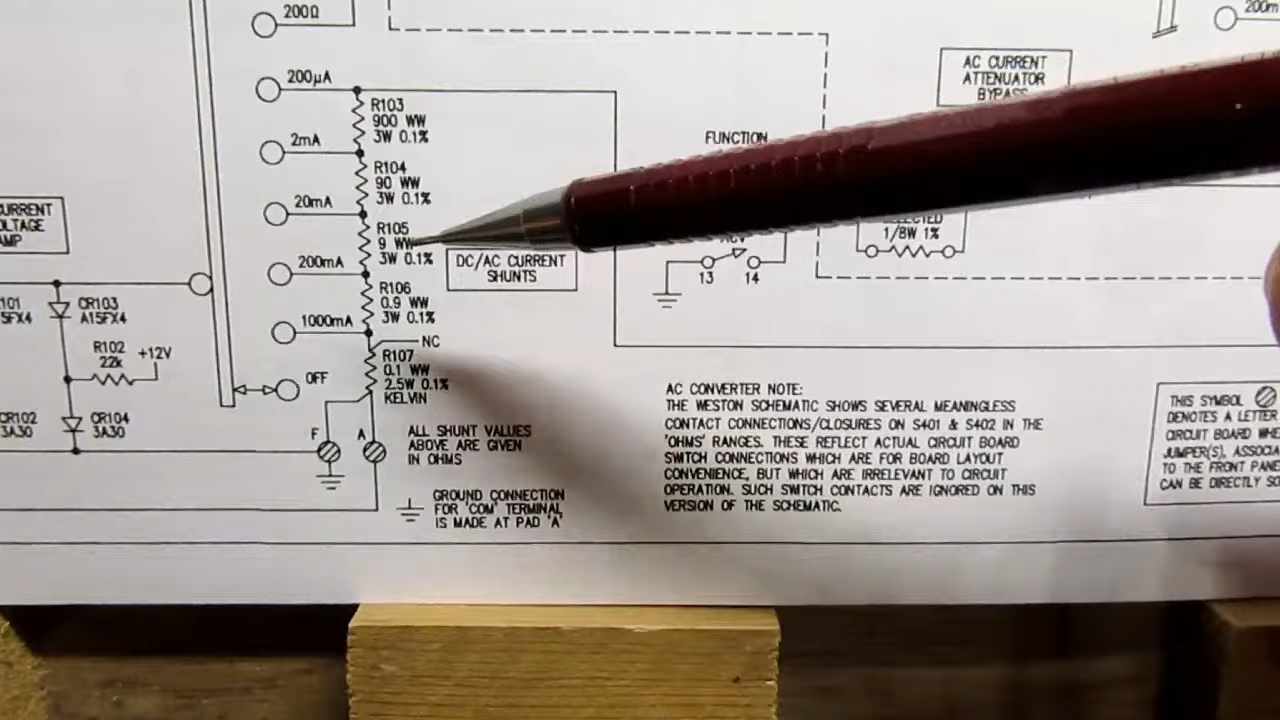 200Ω
200m
200µA
R103
900 WW
3W 0.1%
AC CURRENT
ATTENUATOR
BYPASS
2mA
FUNCTION
R104
90 WW
3W 0.1%
20mA
CURRENT
R105
9 WW
3W 0.1%
1/8W 1%
200mA
DC/AC CURRENT
SHUNTS
13
14
R106
0.9 WW
3W 0.1%
CR103
A15FX4
1000mA
NC
R102
22k
+12V
R107
0.1 WW
2.5W 0.1%
KELVIN
OFF
CR102
3A30
CR104
3A30
F
A
ALL SHUNT VALUES
ABOVE ARE GIVEN
IN OHMS
GROUND CONNECTION
FOR 'COM' TERMINAL
IS MADE AT PAD 'A'
AC CONVERTER NOTE:
THE WESTON SCHEMATIC SHOWS SEVERAL MEANINGLESS
CONTACT CONNECTIONS/CLOSURES ON S401 & S402 IN THE
'OHMS' RANGES. THESE REFLECT ACTUAL CIRCUIT BOARD
SWITCH CONNECTIONS WHICH ARE FOR BOARD LAYOUT
CONVENIENCE, BUT WHICH ARE IRRELEVANT TO CIRCUIT
OPERATION. SUCH SWITCH CONTACTS ARE IGNORED ON THIS
VERSION OF THE SCHEMATIC.
THIS SYMBOL
DENOTES A LETTER
CIRCUIT BOARD WHE
JUMPER(S), ASSOCIA
TO THE FRONT PANE
CAN BE DIRECTLY SO